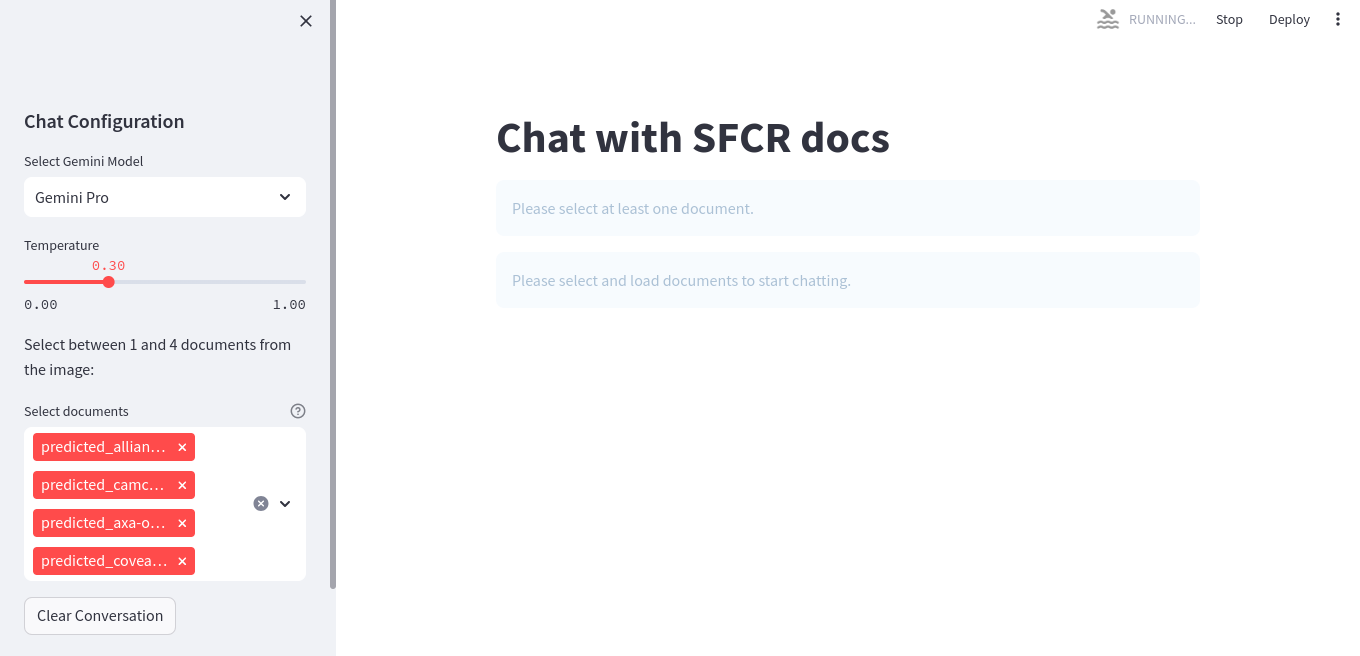 RUNNING...
Stop
Deploy
Chat Configuration
Select Gemini Model
Gemini Pro
Temperature
0.30
0.00
1.00
Select between 1 and 4 documents from
the image:
Select documents
predicted_allian...
predicted_camc...
predicted_axa-o...
predicted_covea...
Clear Conversation
Chat with SFCR docs
Please select at least one document.
Please select and load documents to start chatting.